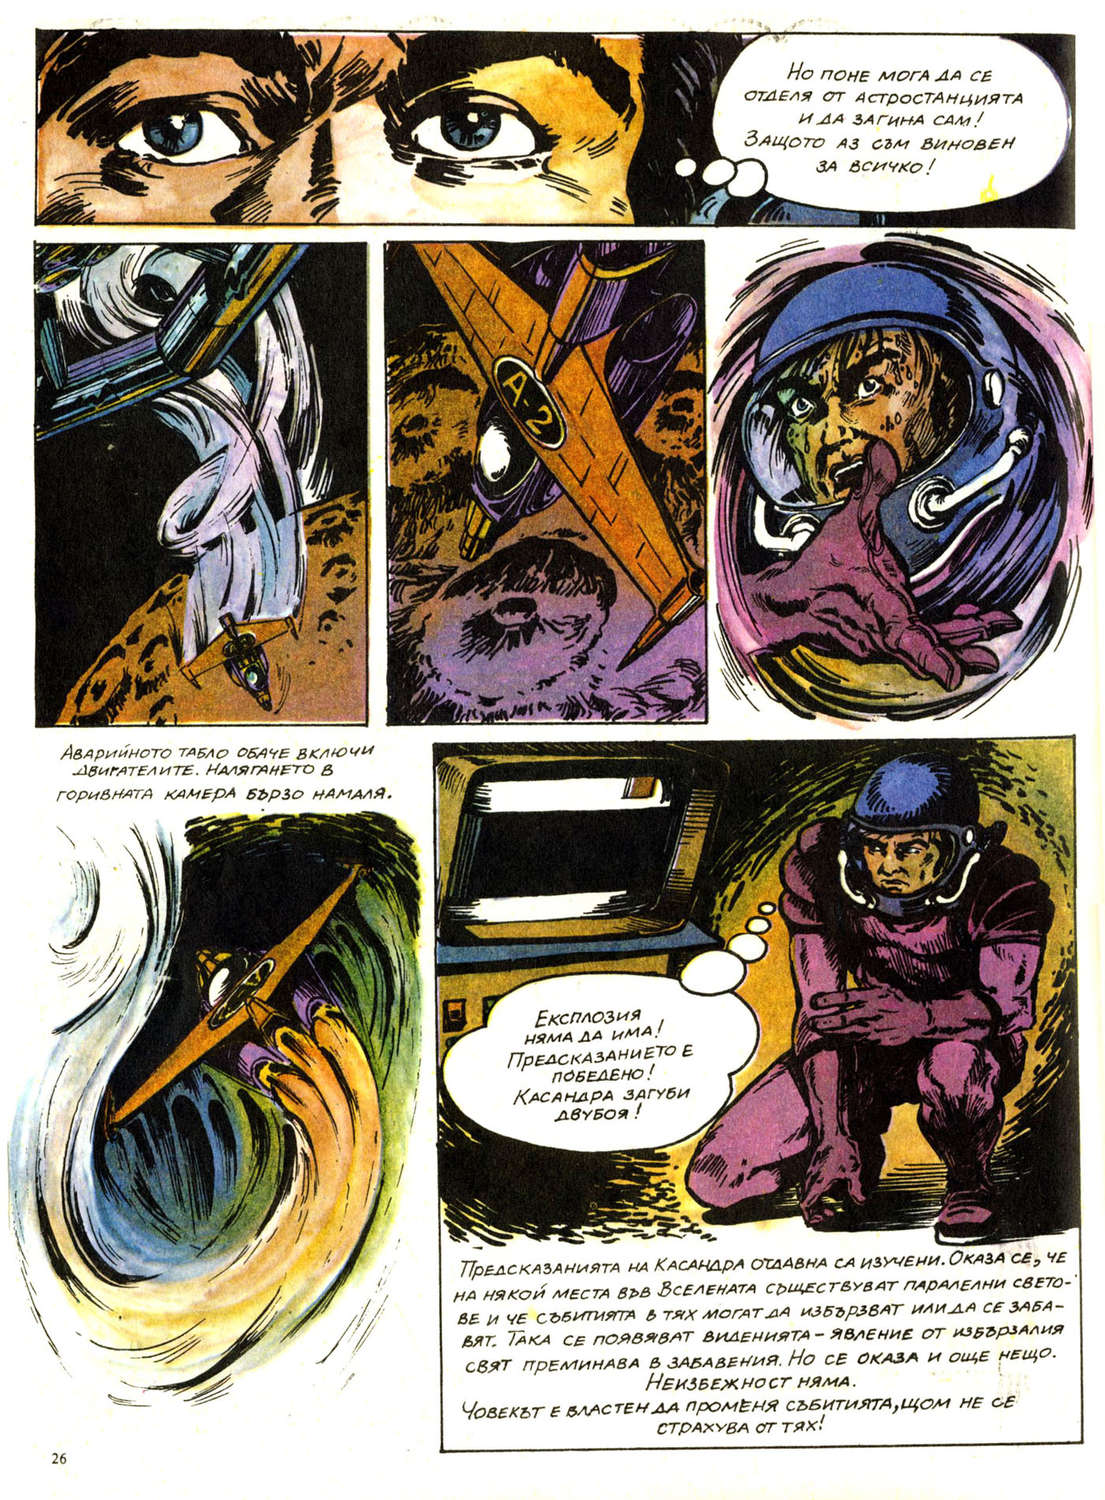 Но поне мога да се
отделя от астростанцията
и да загина сам!
Защото аз съм виновен
за всичко!
А-2
Аварийното табло обаче включи
двигателите. Налягането в
горивната камера бързо намаля.
Експлозия
няма да има!
Предсказанието е
победено!
Касандра загуби
двубоя!
Предсказанията на Касандра отдавна са изучени. Оказа се, че
на някой места във Вселената съществуват паралелни свето-
ве и че събитията в тях могат да избързват или да се заба-
вят. Така се появяват виденията - явление от избързалия
свят преминава в забавения. Но се оказа и още нещо.
Неизбежност няма.
Човекът е властен да променя събитията, щом не се
страхува от тях!
26